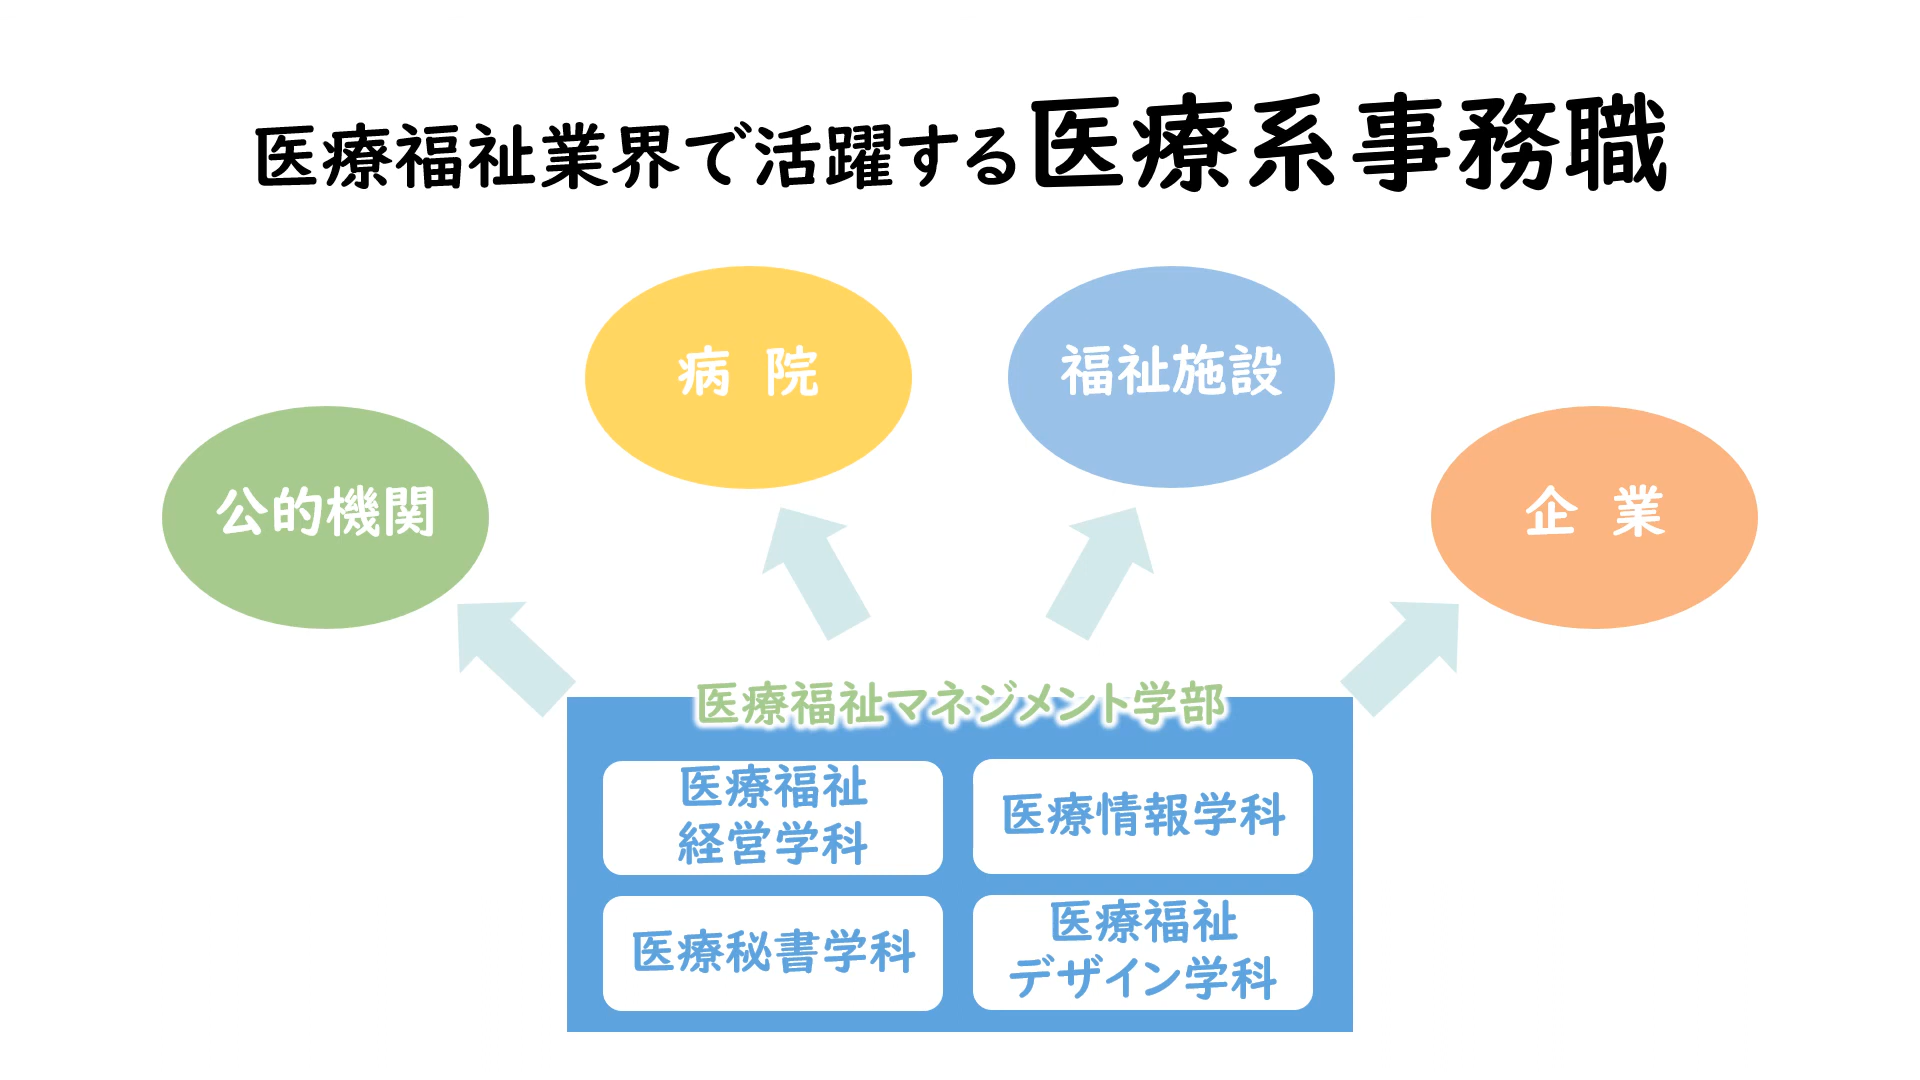 医療福祉業界で活躍する医療系事務職
病 院
福祉施設
公的機関
企 業
医療福祉マネジメント学部
医療福祉
経営学科
医療情報学科
医療秘書学科
医療福祉
デザイン学科